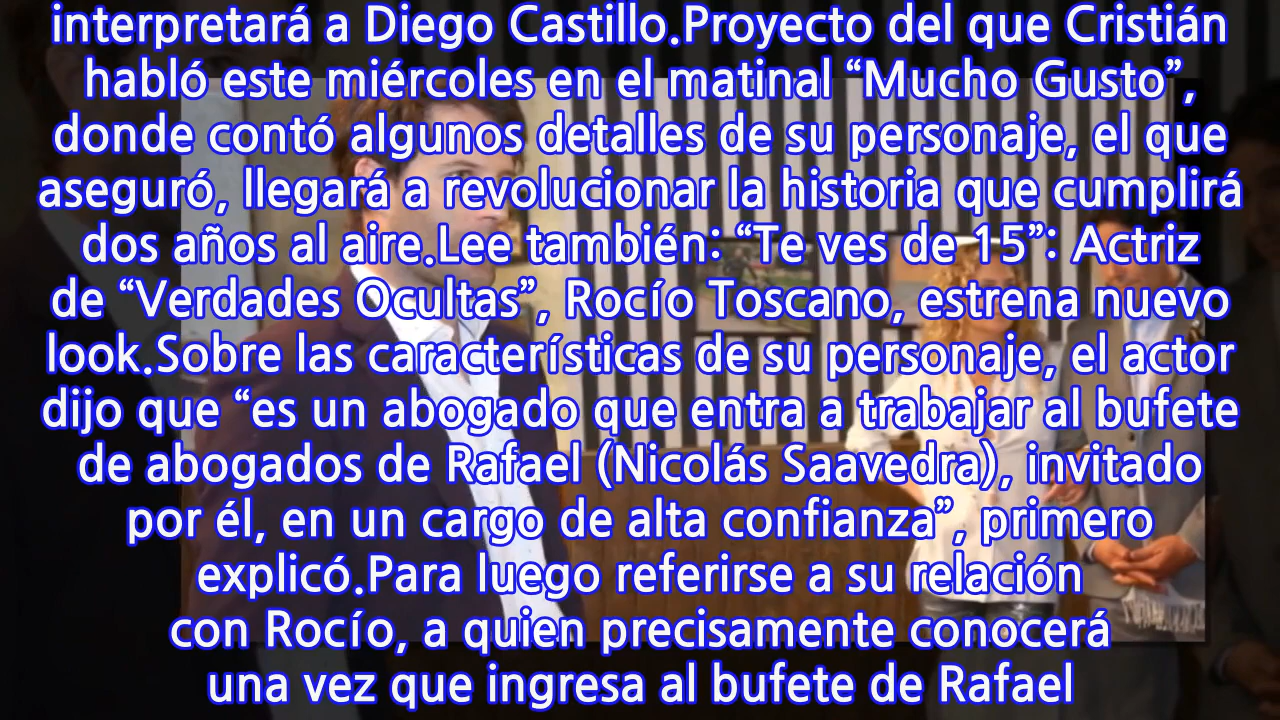 interpretará a Diego Castillo.Proyecto del que Cristián
habló este miércoles en el matinal “Mucho Gusto”,
donde contó algunos detalles de su personaje, el que
aseguró, llegará a revolucionar la historia que cumplirá
dos años al aire.Lee también: “Te ves de 15”: Actriz
de “Verdades Ocultas”, Rocío Toscano, estrena nuevo
look.Sobre las características de su personaje, el actor
dijo que “es un abogado que entra a trabajar al bufete
de abogados de Rafael (Nicolás Saavedra), invitado
por él, en un cargo de alta confianza”, primero
explicó.Para luego referirse a su relación
con Rocío, a quien precisamente conocerá
una vez que ingresa al bufete de Rafael